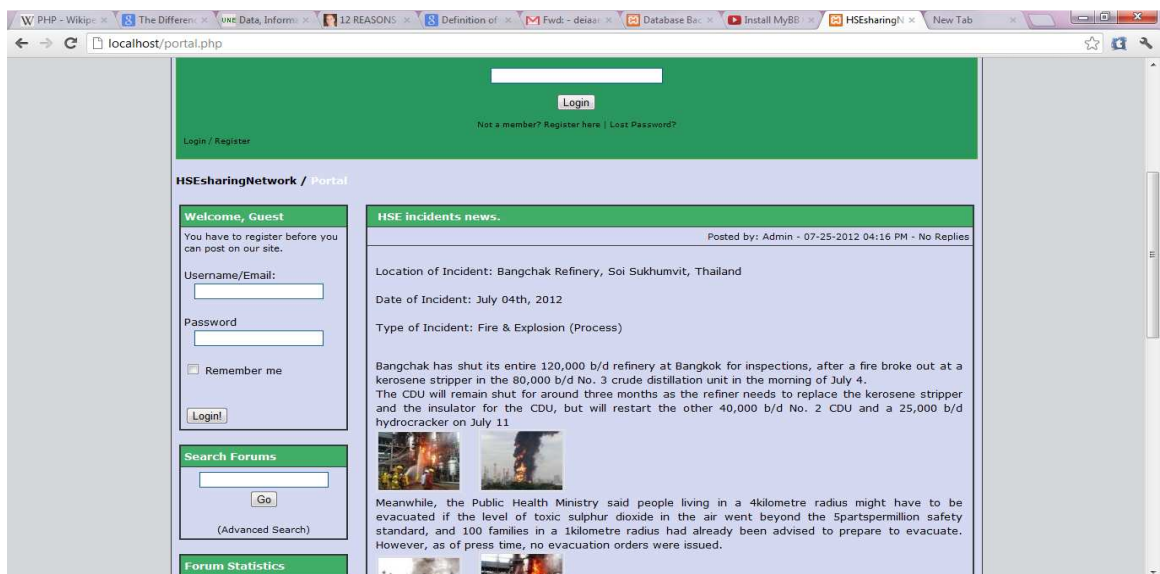 PHP - Wikipe
The Differenc
UNE Data, Inform
12 REASONS
Definition of
Fwd: - deiaar
Database Bac
Install MyBB
HSEsharingN
New Tab
localhost/portal.php
Login
Not a member? Register here | Lost Password?
Login / Register
HSEsharingNetwork / Portal
Welcome, Guest
You have to register before you
can post on our site.
Username/Email:
Password
Remember me
Login!
Search Forums
Go
(Advanced Search)
Forum Statistics
HSE incidents news.
Posted by: Admin - 07-25-2012 04:16 PM - No Replies
Location of Incident: Bangchak Refinery, Soi Sukhumvit, Thailand
Date of Incident: July 04th, 2012
Type of Incident: Fire & Explosion (Process)
Bangchak has shut its entire 120,000 b/d refinery at Bangkok for inspections, after a fire broke out at a
kerosene stripper in the 80,000 b/d No. 3 crude distillation unit in the morning of July 4.
The CDU will remain shut for around three months as the refiner needs to replace the kerosene stripper
and the insulator for the CDU, but will restart the other 40,000 b/d No. 2 CDU and a 25,000 b/d
hydrocracker on July 11
Meanwhile, the Public Health Ministry said people living in a 4kilometre radius might have to be
evacuated if the level of toxic sulphur dioxide in the air went beyond the 5partspermillion safety
standard, and 100 families in a 1kilometre radius had already been advised to prepare to evacuate.
However, as of press time, no evacuation orders were issued.